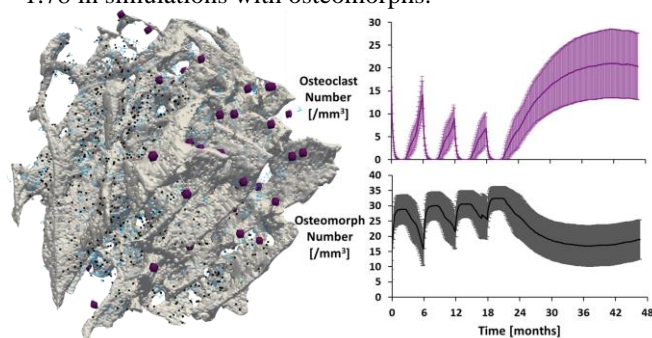 1.78 in simulations with osteomorphs.
Osteoclast
Number
[/mm³]
30
25
20
15
10
5
0
Osteomorph
Number
[/mm³]
40
35
30
25
20
15
10
5
0
0 6 12 18 24 30 36 42 48
Time [months]